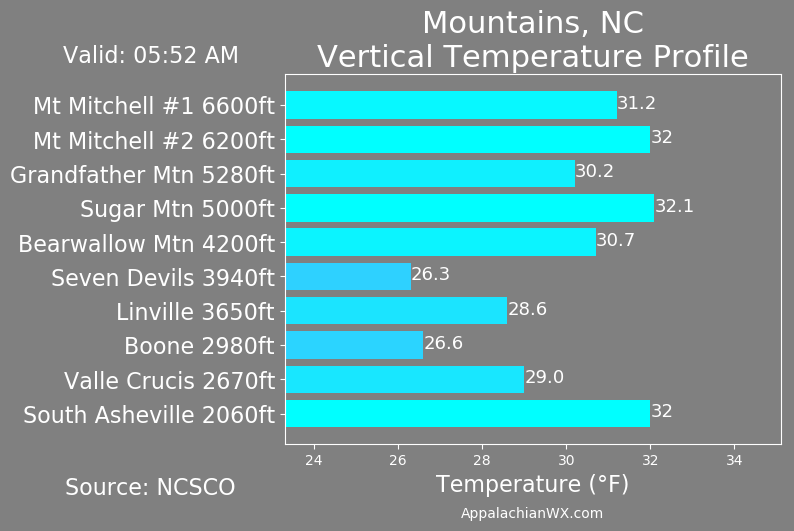 Mountains, NC
Vertical Temperature Profile
Valid: 05:52 AM
Mt Mitchell #1 6600ft 31.2
Mt Mitchell #2 6200ft 32
Grandfather Mtn 5280ft 30.2
Sugar Mtn 5000ft 32.1
Bearwallow Mtn 4200ft 30.7
Seven Devils 3940ft 26.3
Linville 3650ft 28.6
Boone 2980ft 26.6
Valle Crucis 2670ft 29.0
South Asheville 2060ft 32
24 26 28 30 32 34
Temperature (°F)
Source: NCSCO
AppalachianWX.com